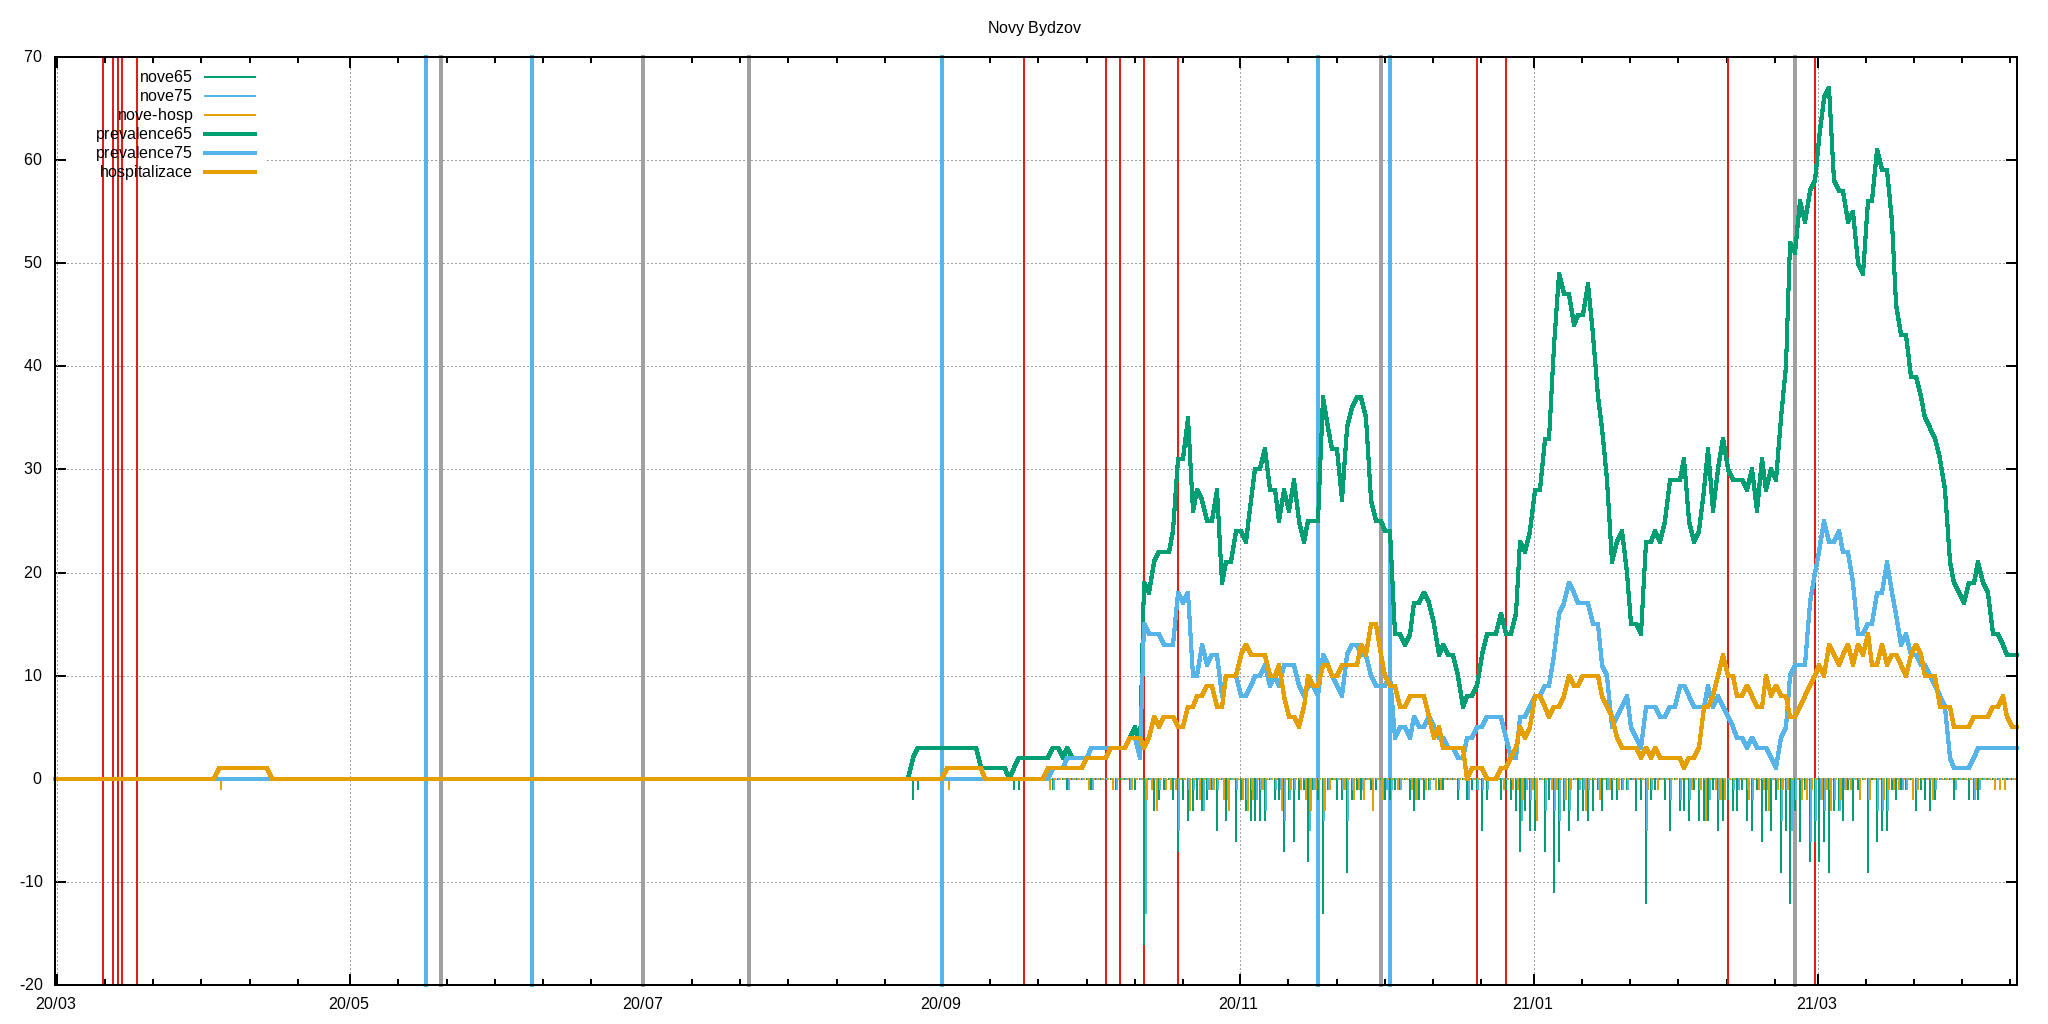 Novy Bydzov
70
60
50
40
30
20
10
0
-10
-20
nove65
nove75
nove-hosp
prevalence65
prevalence75
hospitalizace
20/03 20/05 20/07 20/09 20/11 21/01 21/03